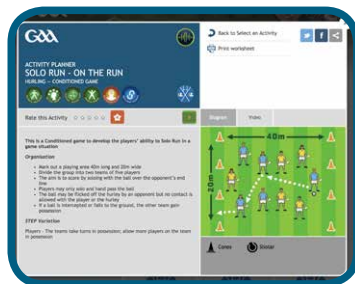 GAA
Back to Select an Activity
Print worksheet
ACTIVITY PLANNER
SOLO RUN - ON THE RUN
HURLING - CONDITIONED GAME
Rate this Activity
Diagram
Video
This is a Conditioned game to develop the players' ability to Solo Run in a
game situation
Organisation
• Mark out a playing area 40m long and 20m wide
• Divide the group into two teams of five players
• The aim is to score by soloing with the ball over the opponent's end
line
• Players may only solo and hand pass the ball
• The ball may be flicked off the hurley by an opponent but no contact is
allowed with the player or the hurley
• If a ball is intercepted or falls to the ground, the other team gain
possession
STEP Variation
Players - The teams take turns in possession; allow more players on the team
in possession
40m
20m
Cones
Sliotar